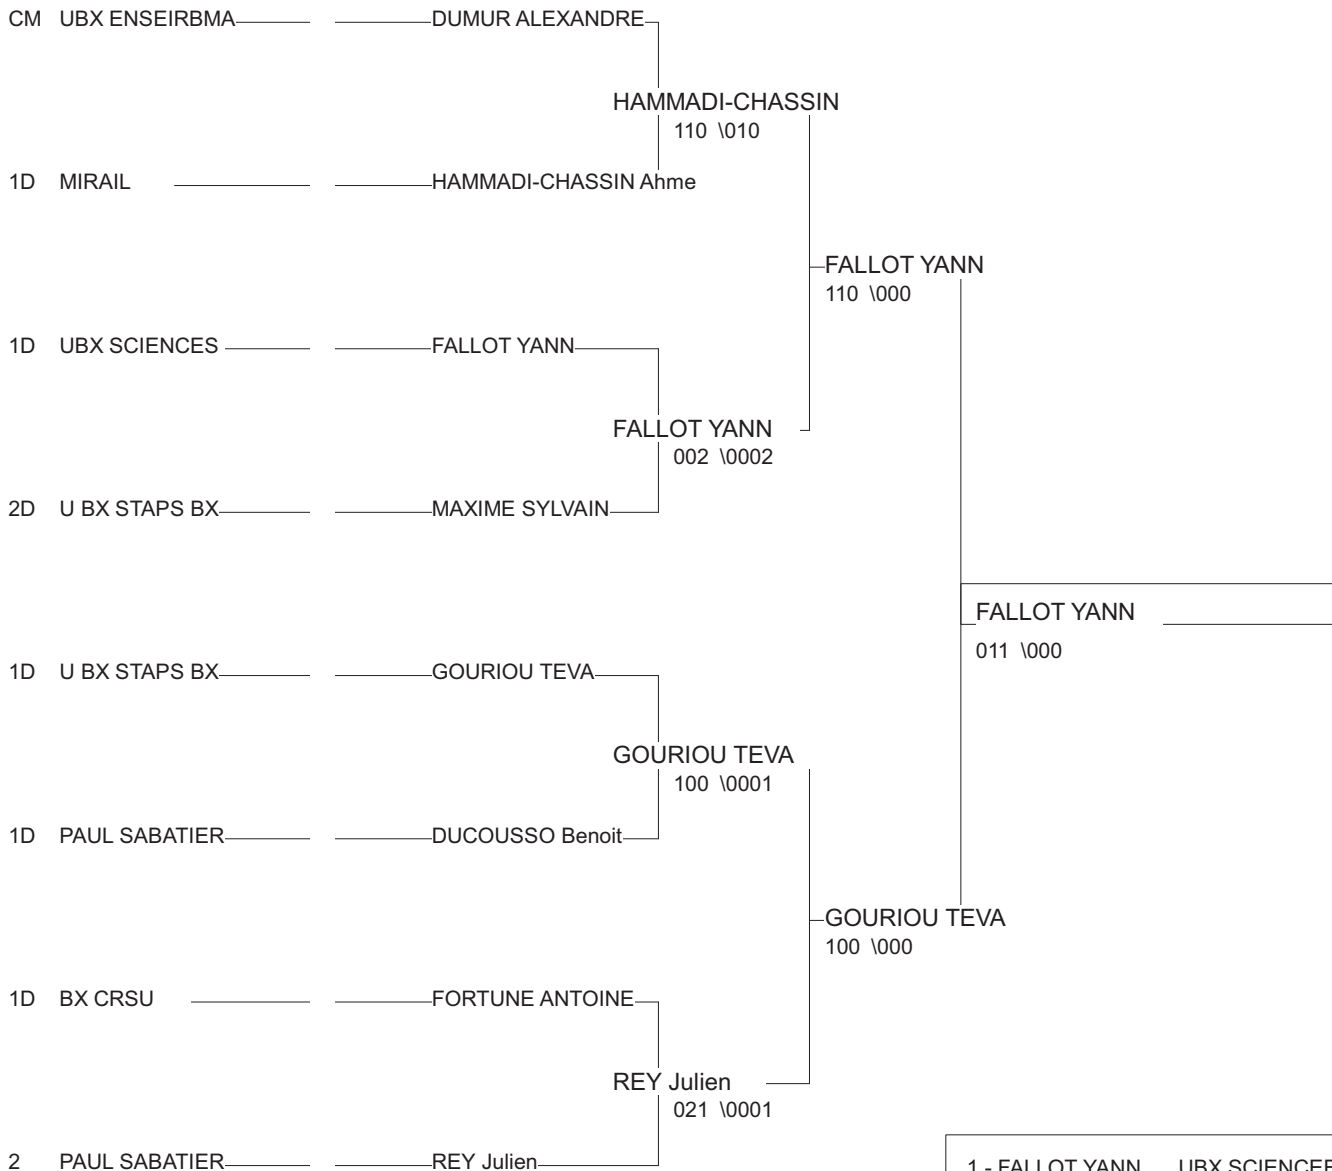 CM UBX ENSEIRBMA DUMUR ALEXANDRE
HAMMADI-CHASSIN
110 \010
1D MIRAIL HAMMADI-CHASSIN Ahme
FALLOT YANN
110 \000
1D UBX SCIENCES FALLOT YANN
FALLOT YANN
002 \0002
2D U BX STAPS BX MAXIME SYLVAIN
FALLOT YANN
011 \000
1D U BX STAPS BX GOURIOU TEVA
GOURIOU TEVA
100 \0001
1D PAUL SABATIER DUCOUSSO Benoit
GOURIOU TEVA
100 \000
1D BX CRSU FORTUNE ANTOINE
REY Julien
021 \0001
2 PAUL SABATIER REY Julien
1 - FALLOT YANN UBX SCIENCES